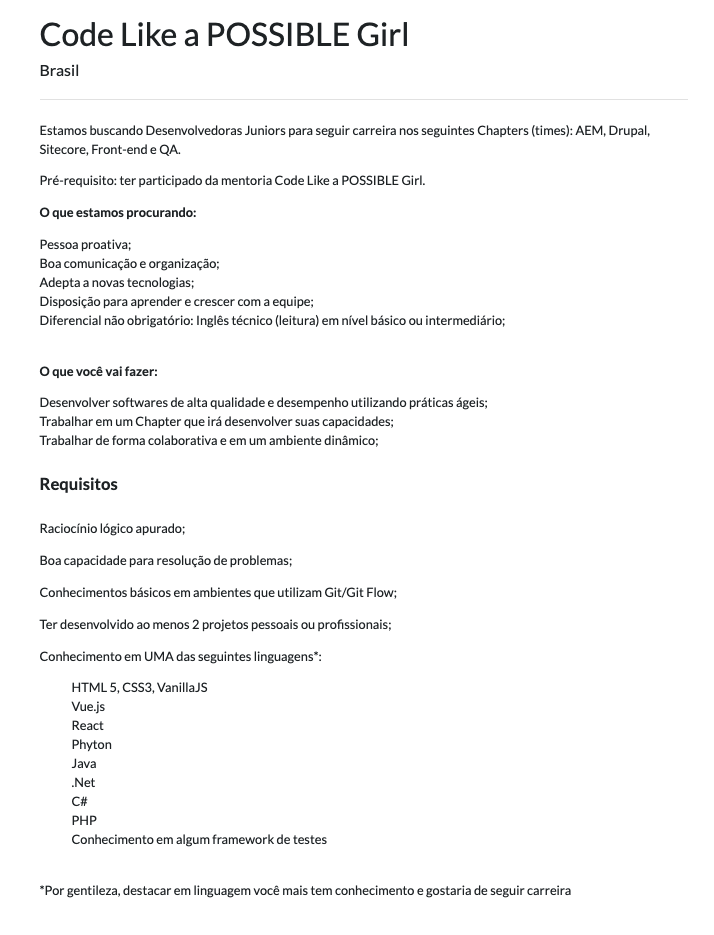 Code Like a POSSIBLE Girl
Brasil
Estamos buscando Desenvolvedoras Juniors para seguir carreira nos seguintes Chapters (times): AEM, Drupal,
Sitecore, Front-end e QA.
Pré-requisito: ter participado da mentoria Code Like a POSSIBLE Girl.
O que estamos procurando:
Pessoa proativa;
Boa comunicação e organização;
Adepta a novas tecnologias;
Disposição para aprender e crescer com a equipe;
Diferencial não obrigatório: Inglês técnico (leitura) em nível básico ou intermediário;
O que você vai fazer:
Desenvolver softwares de alta qualidade e desempenho utilizando práticas ágeis;
Trabalhar em um Chapter que irá desenvolver suas capacidades;
Trabalhar de forma colaborativa e em um ambiente dinâmico;
Requisitos
Raciocínio lógico apurado;
Boa capacidade para resolução de problemas;
Conhecimentos básicos em ambientes que utilizam Git/Git Flow;
Ter desenvolvido ao menos 2 projetos pessoais ou profissionais;
Conhecimento em UMA das seguintes linguagens*:
HTML 5, CSS3, VanillaJS
Vue.js
React
Phyton
Java
.Net
C#
PHP
Conhecimento em algum framework de testes
*Por gentileza, destacar em linguagem você mais tem conhecimento e gostaria de seguir carreira